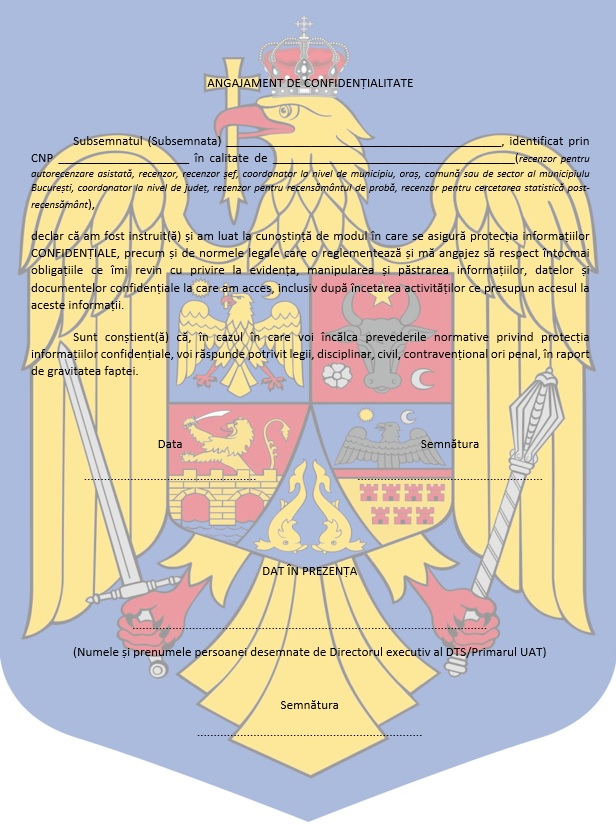 ANGAJAMENT DE CONFIDENȚIALITATE
Subsemnatul (Subsemnata) ______________________________________________, identificat prin
CNP ______________________ în calitate de ________________________________________(recenzor pentru
autorecenzare asistată, recenzor, recenzor șef, coordonator la nivel de municipiu, oraș, comună sau de sector al municipiului
București, coordonator la nivel de județ, recenzor pentru recensământul de probă, recenzor pentru cercetarea statistică post-
recensământ),
declar că am fost instruit(ă) și am luat la cunoștință de modul în care se asigură protecția informațiilor
CONFIDENȚIALE, precum și de normele legale care o reglementează și mă angajez să respect întocmai
obligațiile ce îmi revin cu privire la evidența, manipularea și păstrarea informațiilor, datelor și
documentelor confidențiale la care am acces, inclusiv după încetarea activităților ce presupun accesul la
aceste informații.
Sunt conștient(ă) că, în cazul în care voi încălca prevederile normative privind protecția
informațiilor confidențiale, voi răspunde potrivit legii, disciplinar, civil, contravențional ori penal, în raport
de gravitatea faptei.
Data Semnătura
.................................................... ........................................................
DAT ÎN PREZENȚA
............................................................................................................
(Numele și prenumele persoanei desemnate de Directorul executiv al DTS/Primarul UAT)
Semnătura
....................................................................